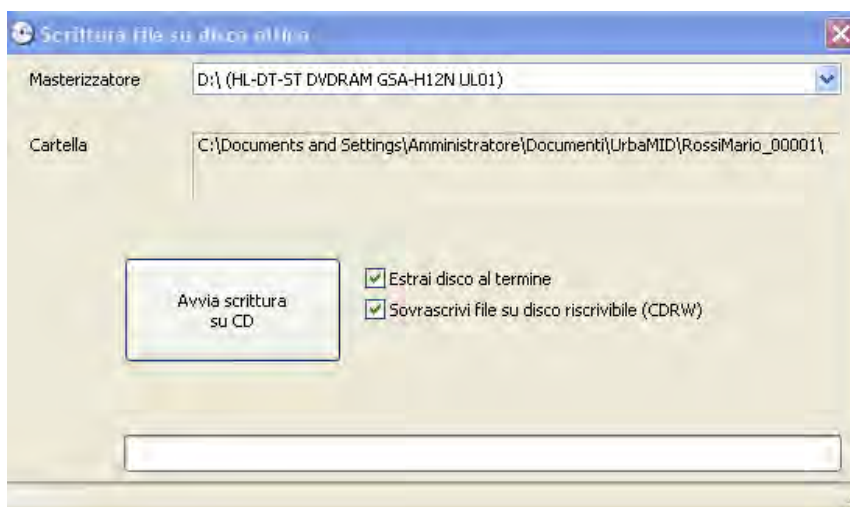 Scrittura file su disco ottico
Masterizzatore D:\ (HL-DT-ST DVDRAM GSA-H12N UL01)
Cartella C:\Documents and Settings\Amministratore\Documenti\UrbaMID\RossiMario_00001\
Estrai disco al termine
Avvia scrittura
su CD
Sovrascrivi file su disco riscrivibile (CDRW)